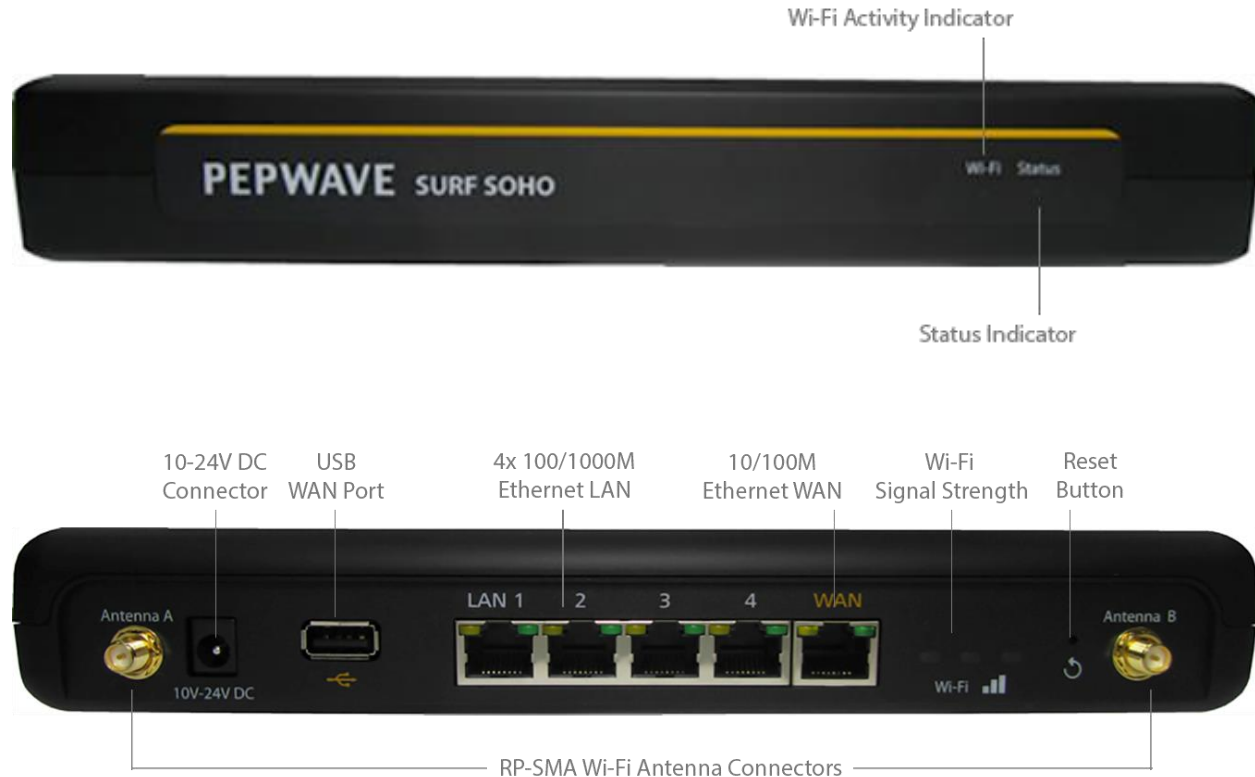 Wi-Fi Activity Indicator
PEPWAVE SURF SOHO
Wi-Fi Status
Status Indicator
10-24V DC
Connector
USB
WAN Port
4x 100/1000M
Ethernet LAN
10/100M
Ethernet WAN
Wi-Fi
Signal Strength
Reset
Button
LAN 1 2 3 4 WAN
Antenna A
Antenna B
10V-24V DC
Wi-Fi
RP-SMA Wi-Fi Antenna Connectors